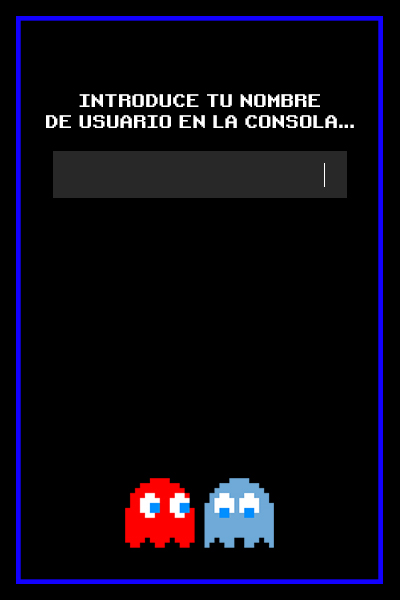 INTRODUCE TU NOMBRE
DE USUARIO EN LA CONSOLA...